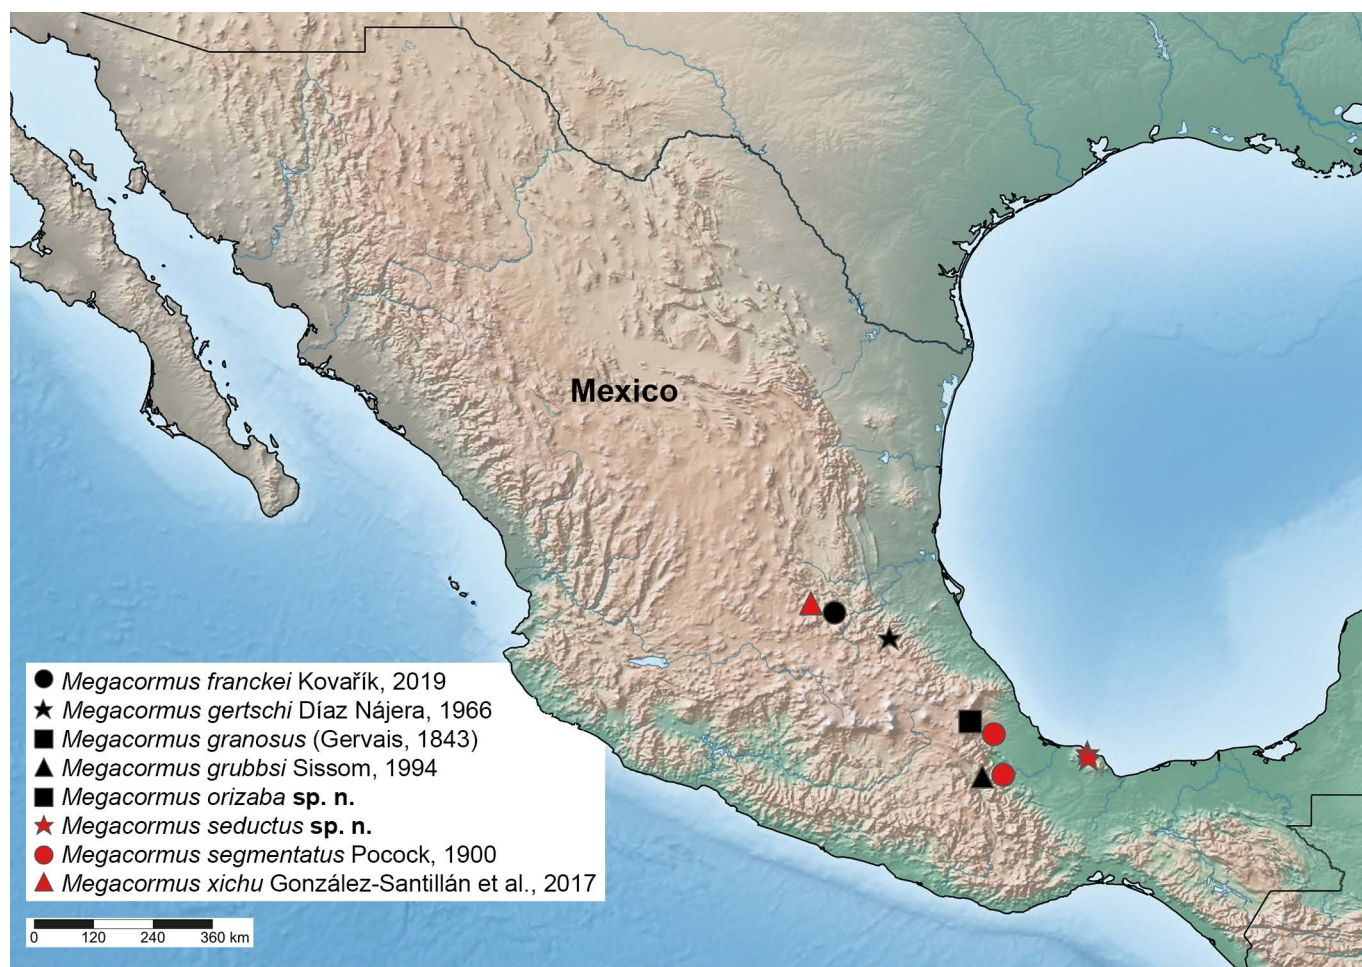 Mexico
Megacormus franckei Kovařík, 2019
Megacormus gertschi Díaz Nájera, 1966
Megacormus granosus (Gervais, 1843)
Megacormus grubbsi Sissom, 1994
Megacormus orizaba sp. n.
Megacormus seductus sp. n.
Megacormus segmentatus Pocock, 1900
Megacormus xichu González-Santillán et al., 2017
0 120 240 360 km